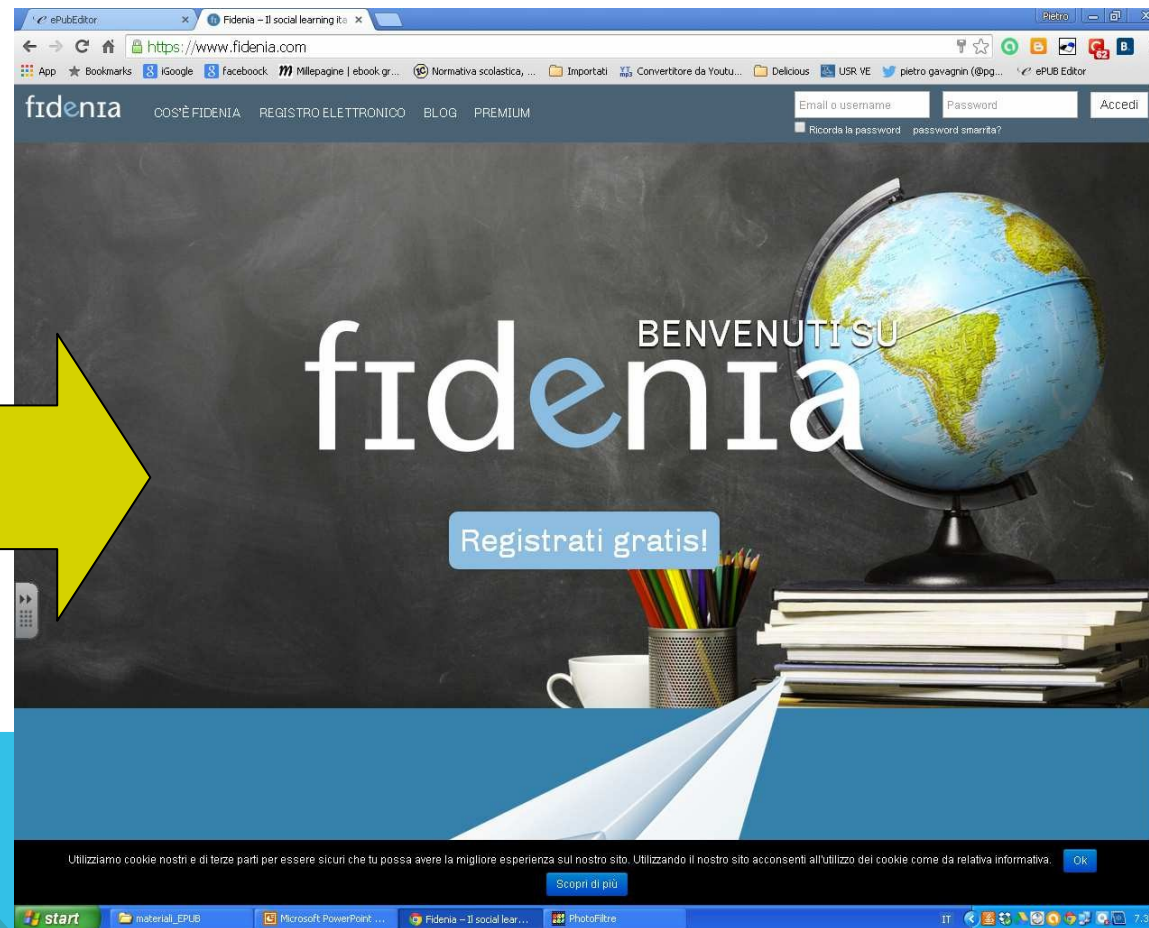 ePubEditor
Fidenia – Il social learning ita
Pietro
https://www.fidenia.com
62
B.
App Bookmarks iGoogle faceboock Millepagine | ebook gr... Normativa scolastica, ... Importati Convertitore da Youtu... Delicious USR VE pietro gavagnin (@pg... ePUB Editor
fidenia COS'È FIDENIA REGISTRO ELETTRONICO BLOG PREMIUM
Email o username Password Accedi
Ricorda la password password smarrita?
BENVENUTI SU
fidenia
Registrati gratis!
Utilizziamo cookie nostri e di terze parti per essere sicuri che tu possa avere la migliore esperienza sul nostro sito. Utilizzando il nostro sito acconsenti all'utilizzo dei cookie come da relativa informativa. Ok
Scopri di più
start materiali_EPUB Microsoft PowerPoint ... Fidenia – Il social lear... PhotoFiltre IT 7.3